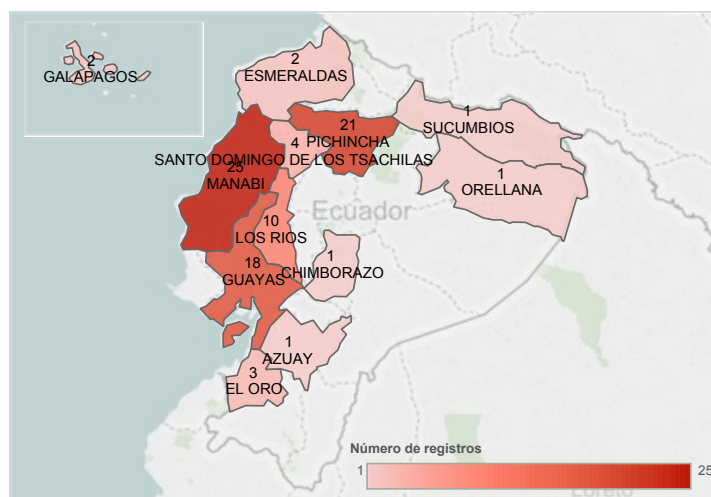 2
GALAPAGOS
2
ESMERALDAS
1
SUCUMBIOS
21
PICHINCHA
4
SANTO DOMINGO DE LOS TSACHILAS
25
MANABI
1
ORELLANA
Ecuador
10
LOS RIOS
18
GUAYAS
1
CHIMBORAZO
1
AZUAY
3
EL ORO
Número de registros
1
25
Loreto